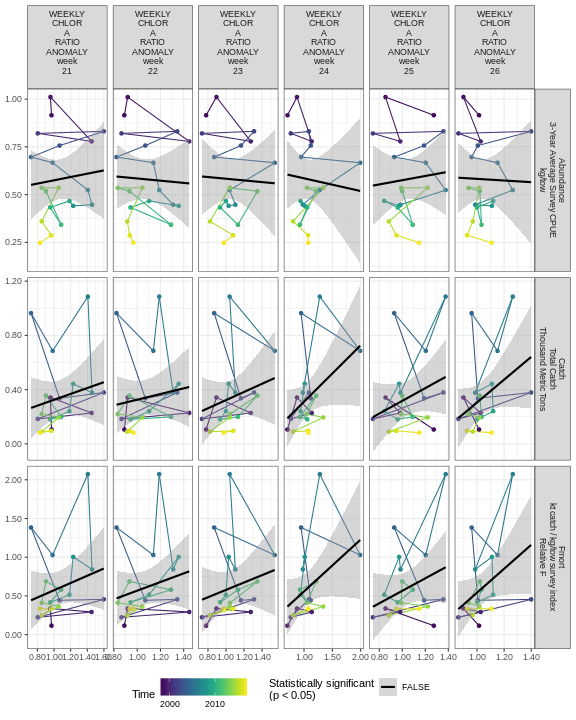 WEEKLY
CHLOR
A
RATIO
ANOMALY
week
21
WEEKLY
CHLOR
A
RATIO
ANOMALY
week
22
WEEKLY
CHLOR
A
RATIO
ANOMALY
week
23
WEEKLY
CHLOR
A
RATIO
ANOMALY
week
24
WEEKLY
CHLOR
A
RATIO
ANOMALY
week
25
WEEKLY
CHLOR
A
RATIO
ANOMALY
week
26
1.00
0.75
0.50
0.25
Abundance
3-Year Average Survey CPUE
kg/tow
1.20
0.80
0.40
0.00
Catch
Total Catch
Thousand Metric Tons
2.00
1.50
1.00
0.50
0.00
Fmort
kt catch / kg/tow survey index
Relative F
0.80 1.00 1.20 1.40 1.60
0.80 1.00 1.20 1.40
0.80 1.00 1.20 1.40
1.00 1.50 2.00
0.80 1.00 1.20 1.40
1.00 1.20 1.40
Time
2000 2010
Statistically significant
(p < 0.05)
FALSE